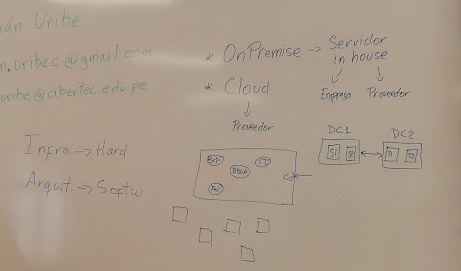 Uribe
n.uribec@gmail.com
uribe@cibertec.edu.pe
* OnPremise → Servidor
in house
Empresa Proveedor
* Cloud
Proveedor
DC1 DC2
Infra → Hard
Arquit. → Softw
BBVA
S1